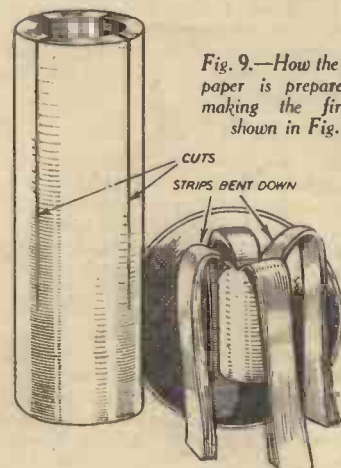 Fig. 9.—How the
paper is prepare
making the fir
shown in Fig.
CUTS
STRIPS BENT DOWN